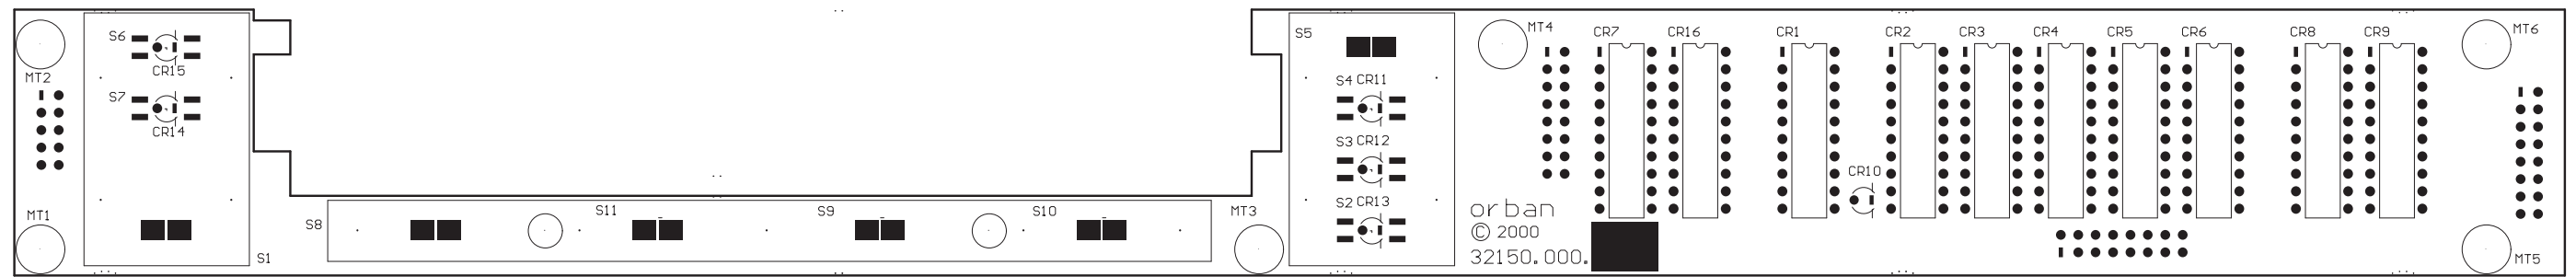 S6
CR15
MT2
S7
CR14
MT1
S1
S8
S11
S9
S10
MT3
S5
S4 CR11
S3 CR12
S2 CR13
MT4
CR7
CR16
CR1
CR2
CR3
CR4
CR5
CR6
CR8
CR9
MT6
CR10
orban
© 2000
32150.000.
MT5